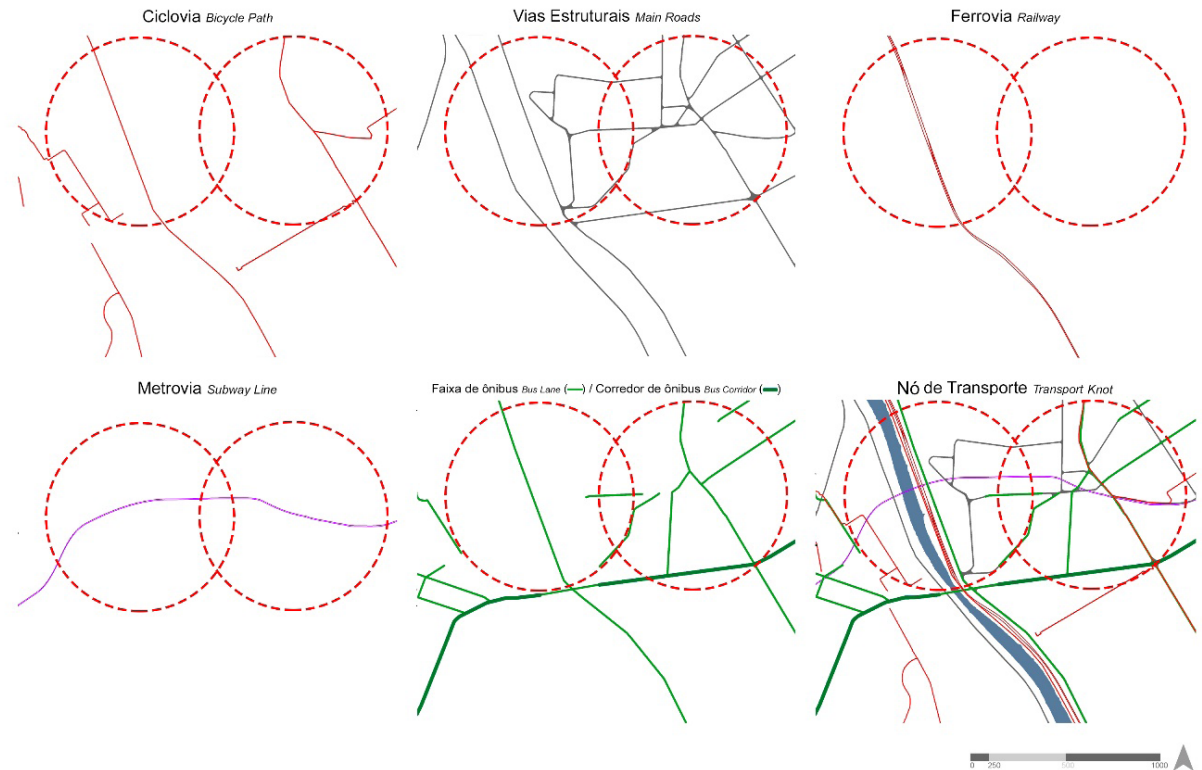 Ciclovia Bicycle Path
Vias Estruturais Main Roads
Ferrovia Railway
Metrovia Subway Line
Faixa de ônibus Bus Lane (—) / Corredor de ônibus Bus Corridor (—)
Nó de Transporte Transport Knot
0 250 500 1000